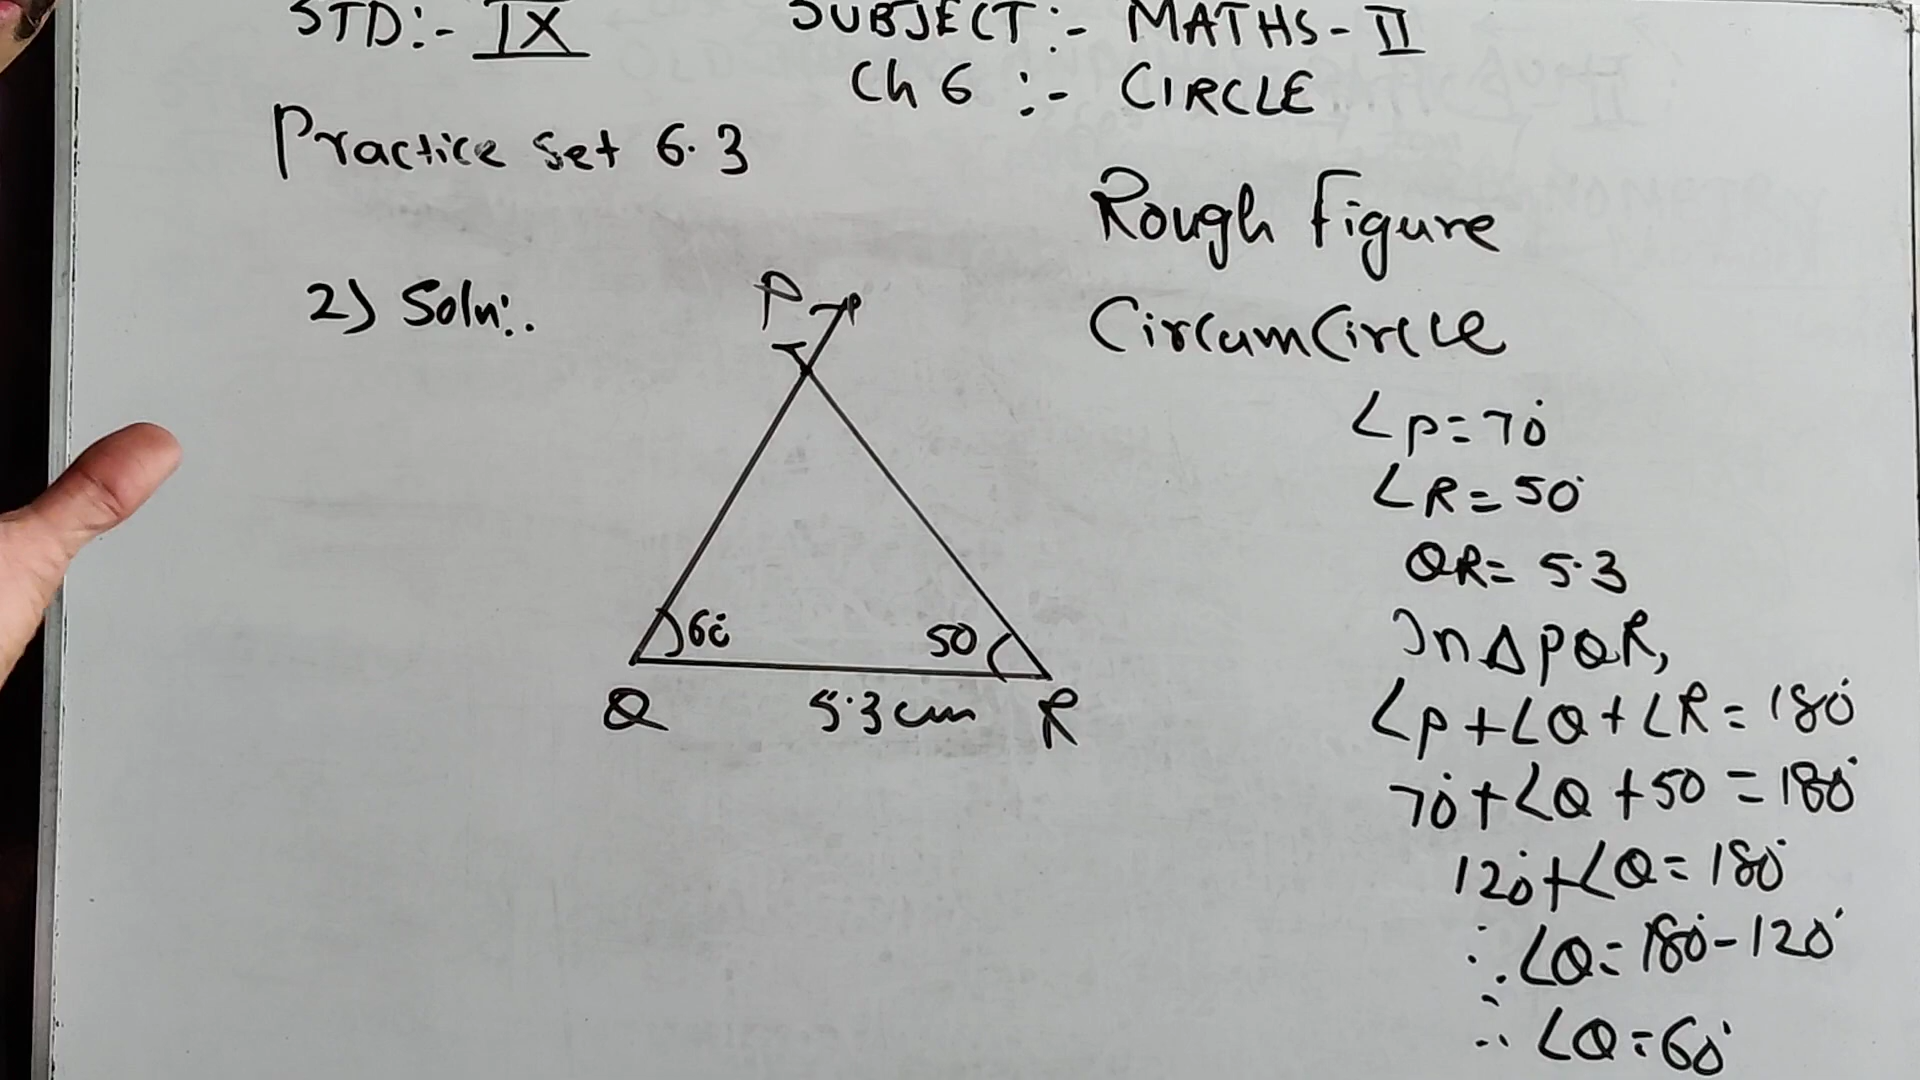 STD:- IX SUBJECT:- MATHS-II
Ch 6 :- CIRCLE
Practice Set 6.3
Rough Figure
2) Soln:.
CircumCircle
P
60° 50
Q 5.3 cm R
∠P=70°
∠R=50°
QR= 5.3
In △PQR,
∠P+∠Q+∠R=180°
70°+∠Q+50=180°
120°+∠Q=180°
∴∠Q=180°-120°
∴∠Q=60°